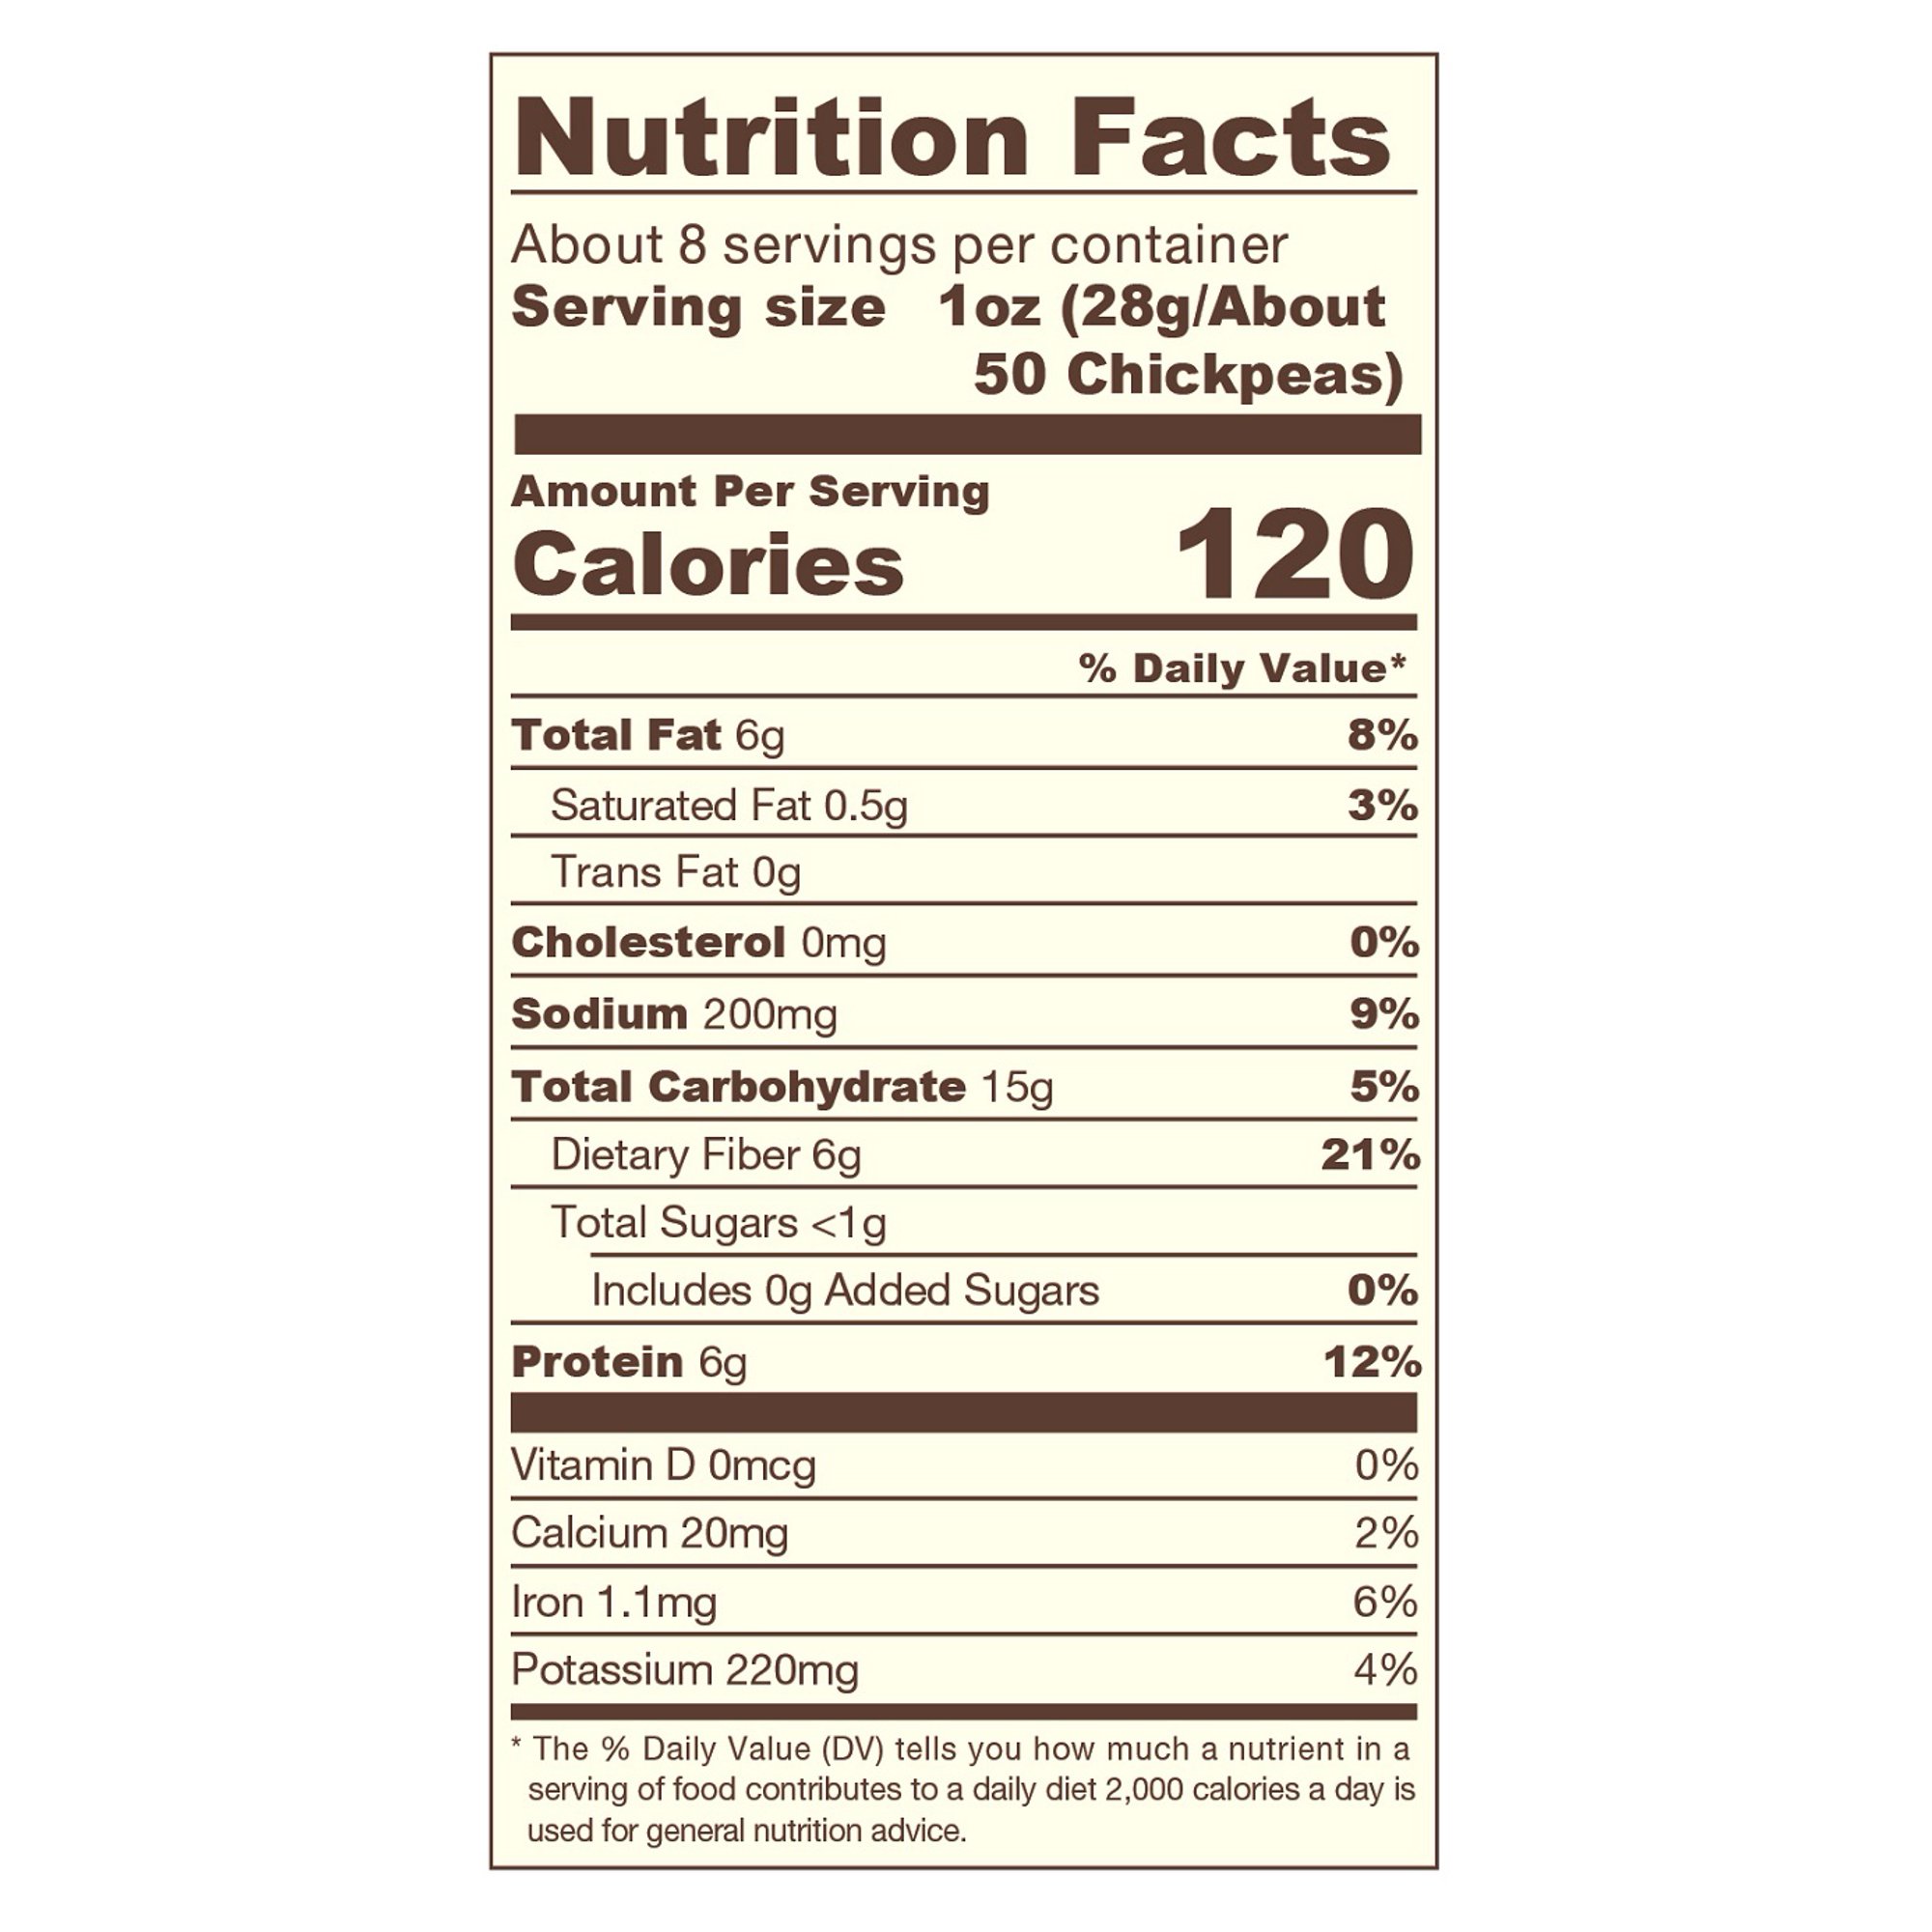 Nutrition Facts
About 8 servings per container
Serving size 1oz (28g/About
50 Chickpeas)
Amount Per Serving
Calories 120
% Daily Value*
Total Fat 6g 8%
Saturated Fat 0.5g 3%
Trans Fat 0g
Cholesterol 0mg 0%
Sodium 200mg 9%
Total Carbohydrate 15g 5%
Dietary Fiber 6g 21%
Total Sugars <1g
Includes 0g Added Sugars 0%
Protein 6g 12%
Vitamin D 0mcg 0%
Calcium 20mg 2%
Iron 1.1mg 6%
Potassium 220mg 4%
* The % Daily Value (DV) tells you how much a nutrient in a
serving of food contributes to a daily diet 2,000 calories a day is
used for general nutrition advice.